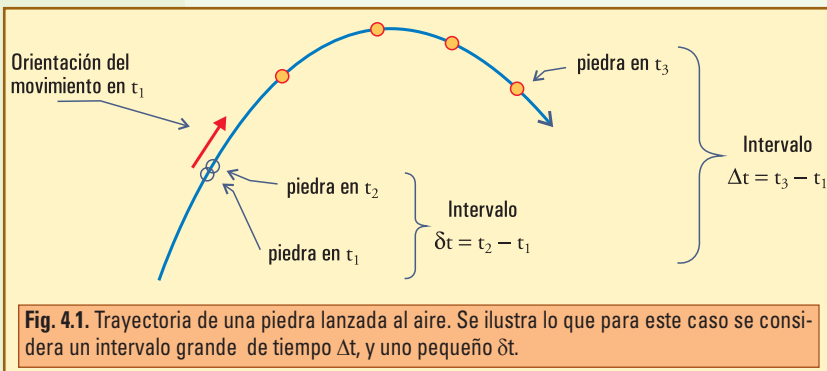 Orientación del
movimiento en t₁
piedra en t₃
Intervalo
Δt = t₃ – t₁
piedra en t₂
Intervalo
δt = t₂ – t₁
piedra en t₁
Fig. 4.1. Trayectoria de una piedra lanzada al aire. Se ilustra lo que para este caso se consi-
dera un intervalo grande de tiempo Δt, y uno pequeño δt.